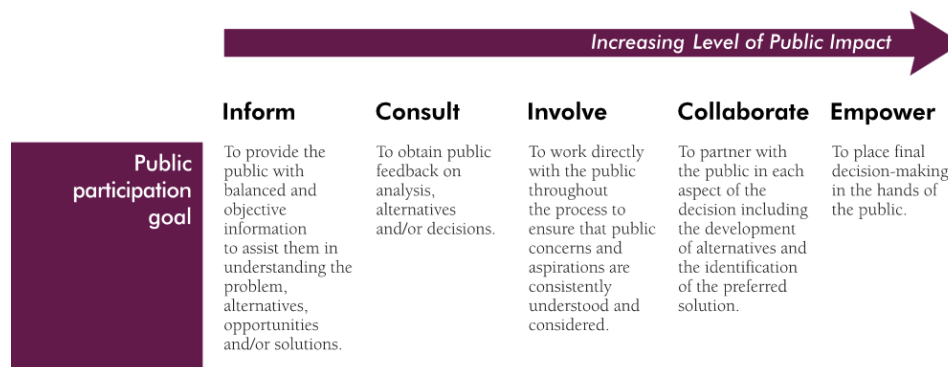 Increasing Level of Public Impact
Inform
Consult
Involve
Collaborate
Empower
Public
participation
goal
To provide the
public with
balanced and
objective
information
to assist them in
understanding the
problem,
alternatives,
opportunities
and/or solutions.
To obtain public
feedback on
analysis,
alternatives
and/or decisions.
To work directly
with the public
throughout
the process to
ensure that public
concerns and
aspirations are
consistently
understood and
considered.
To partner with
the public in each
aspect of the
decision including
the development
of alternatives and
the identification
of the preferred
solution.
To place final
decision-making
in the hands of
the public.